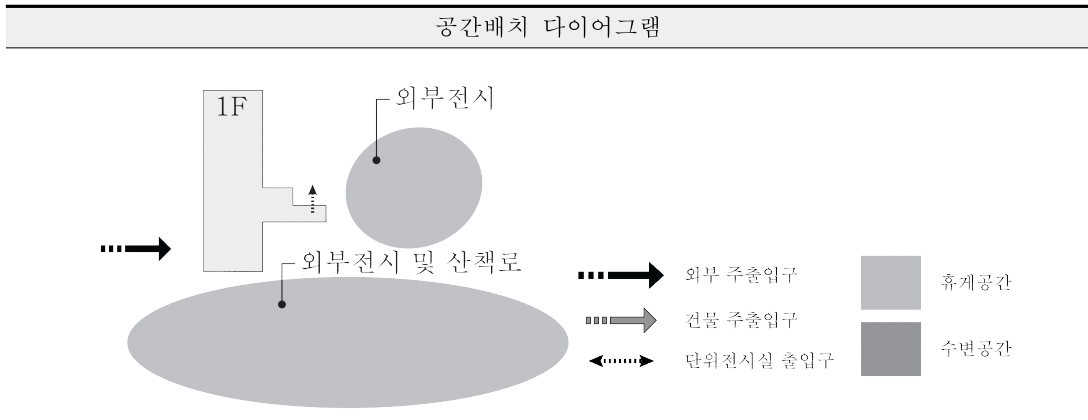 공간배치 다이어그램
1F
외부전시
외부전시 및 산책로
외부 주출입구
건물 주출입구
단위전시실 출입구
휴게공간
수변공간